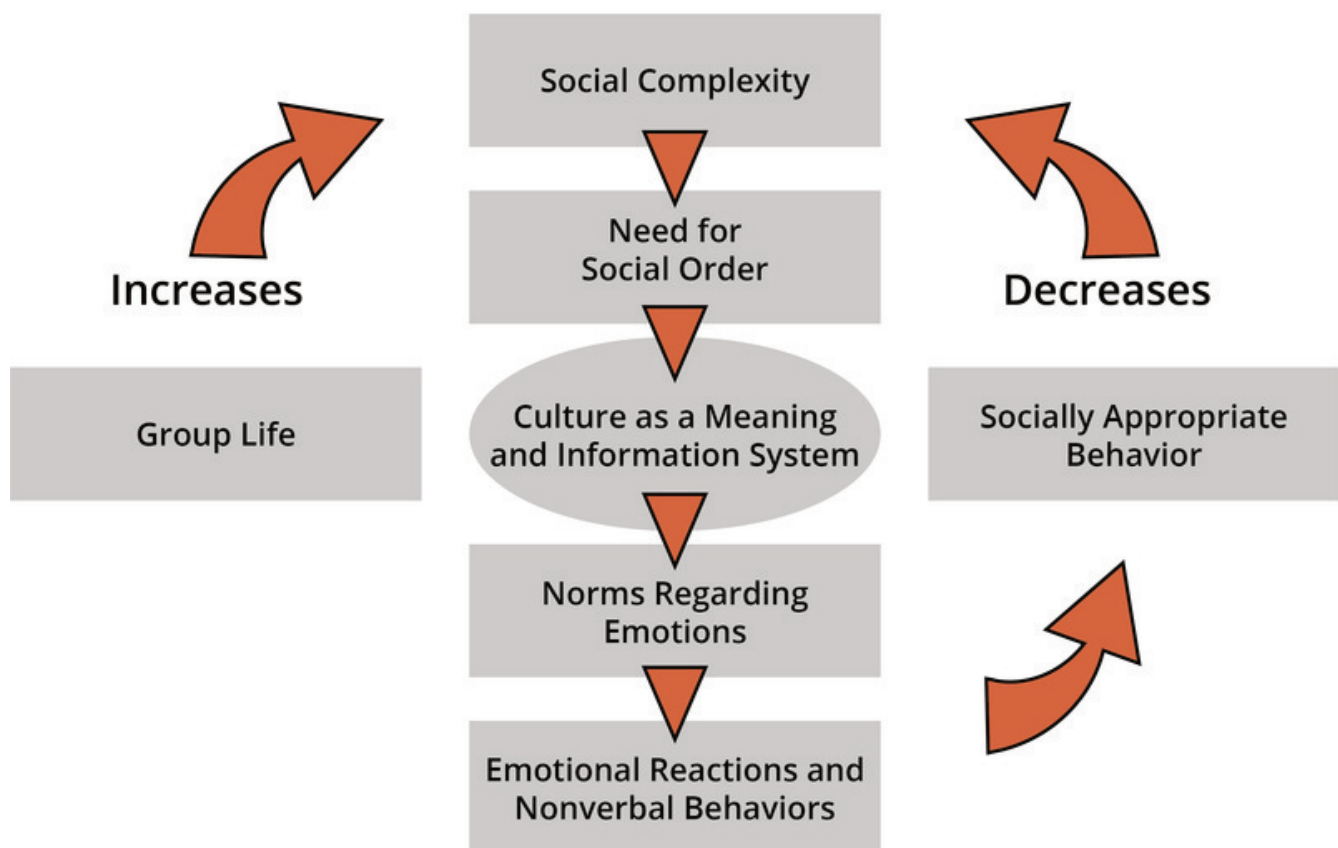 Social Complexity
Need for
Social Order
Increases
Decreases
Group Life
Culture as a Meaning
and Information System
Socially Appropriate
Behavior
Norms Regarding
Emotions
Emotional Reactions and
Nonverbal Behaviors